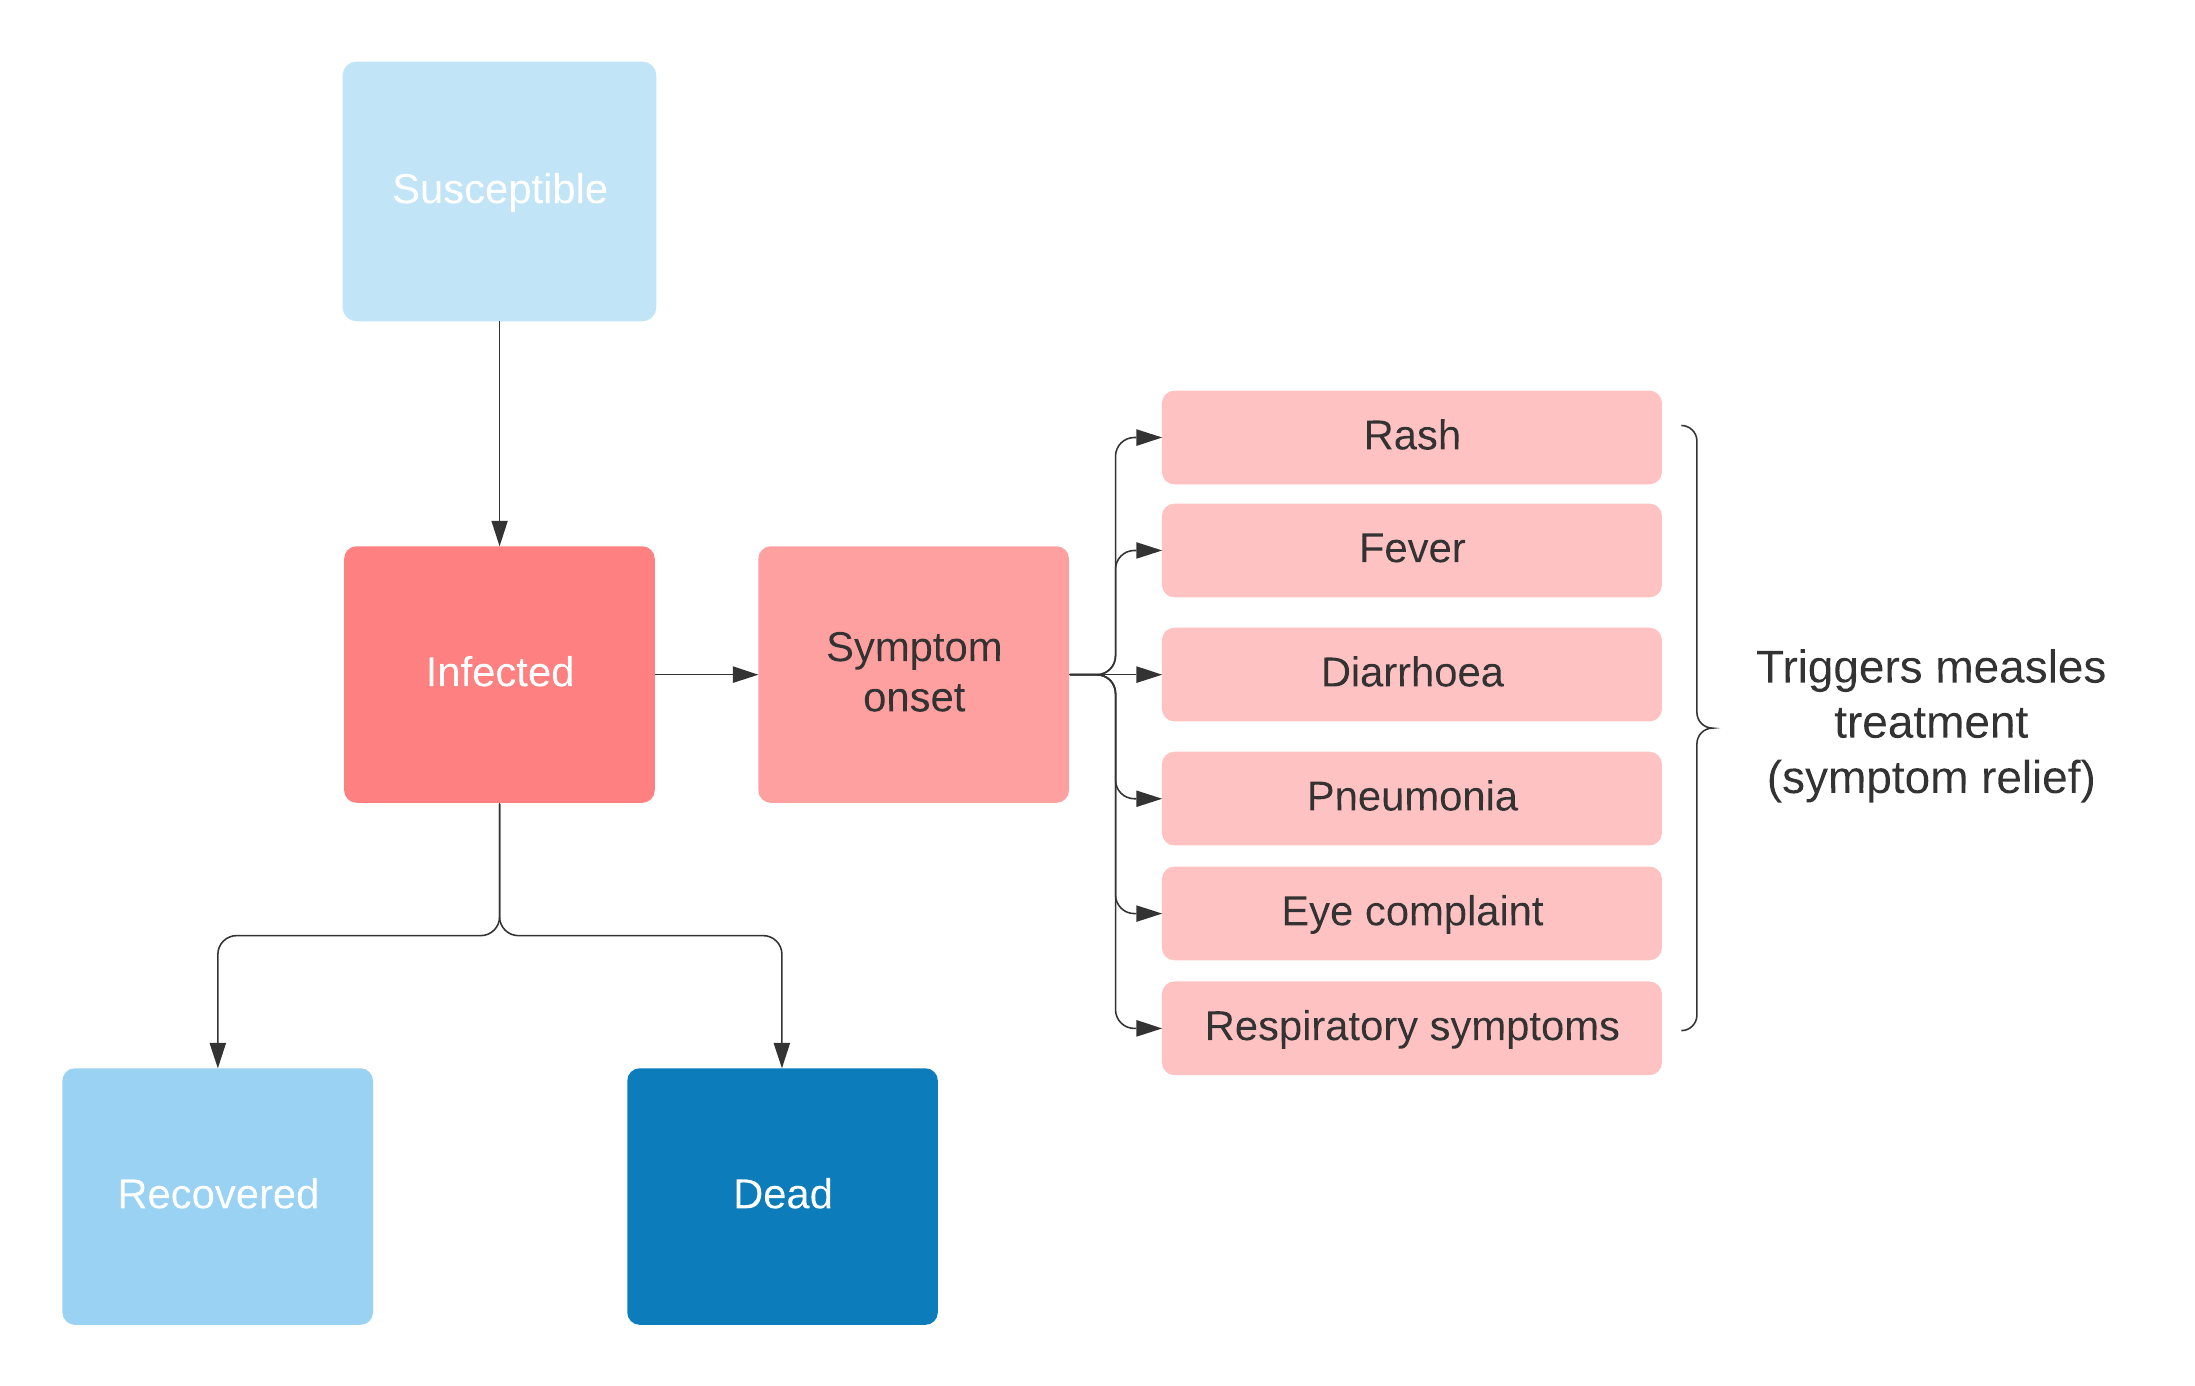 Susceptible
Infected
Symptom
onset
Rash
Fever
Diarrhoea
Pneumonia
Eye complaint
Respiratory symptoms
Triggers measles
treatment
(symptom relief)
Recovered
Dead